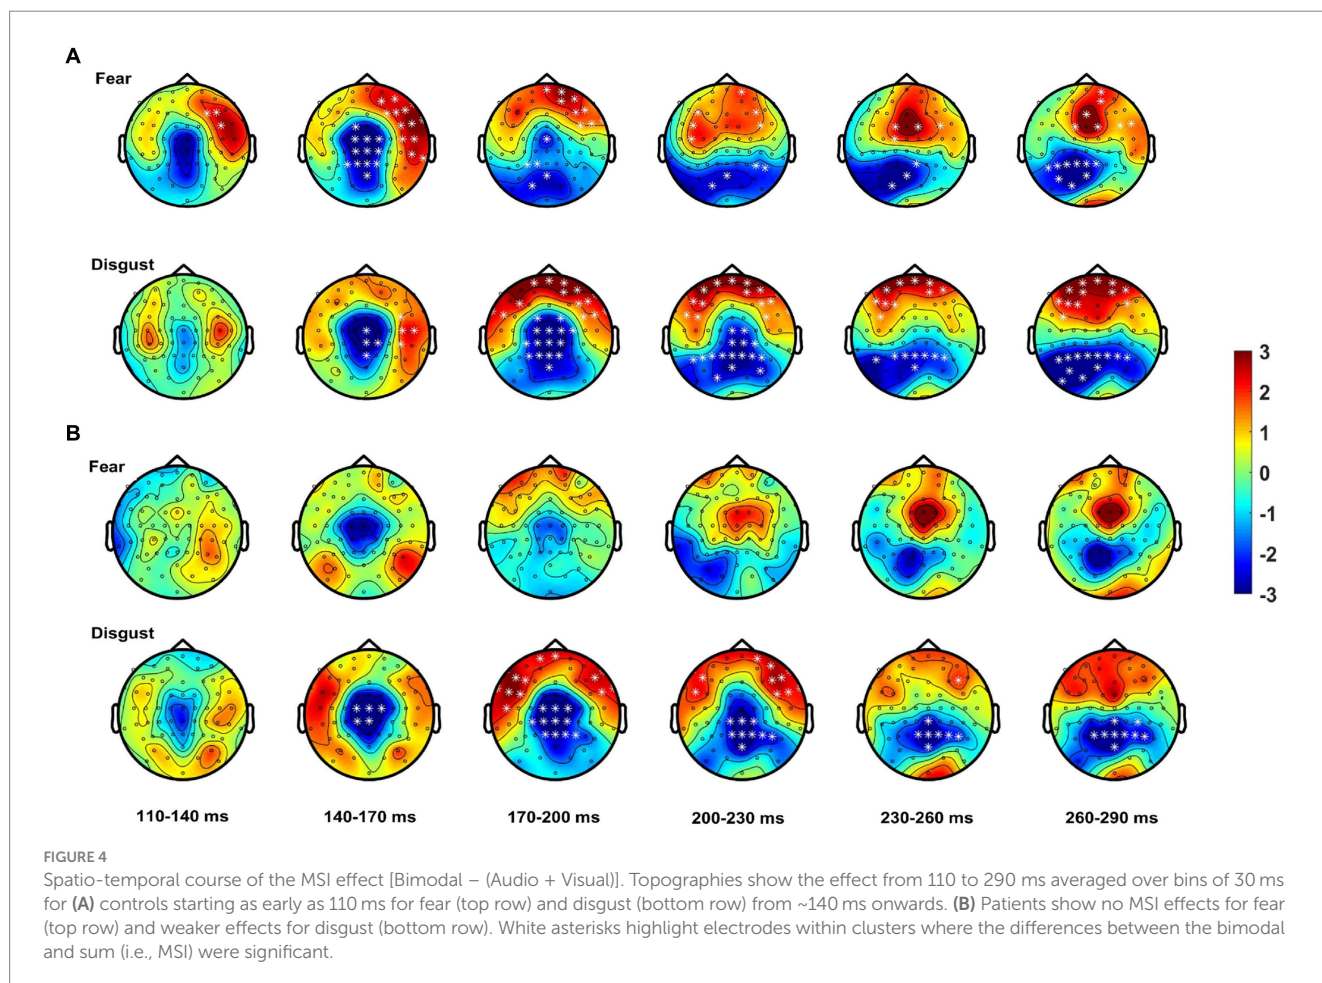 A
Fear
Disgust
B
Fear
Disgust
3
2
1
0
-1
-2
-3
110-140 ms 140-170 ms 170-200 ms 200-230 ms 230-260 ms 260-290 ms
FIGURE 4
Spatio-temporal course of the MSI effect [Bimodal – (Audio + Visual)]. Topographies show the effect from 110 to 290 ms averaged over bins of 30 ms
for (A) controls starting as early as 110 ms for fear (top row) and disgust (bottom row) from ~140 ms onwards. (B) Patients show no MSI effects for fear
(top row) and weaker effects for disgust (bottom row). White asterisks highlight electrodes within clusters where the differences between the bimodal
and sum (i.e., MSI) were significant.